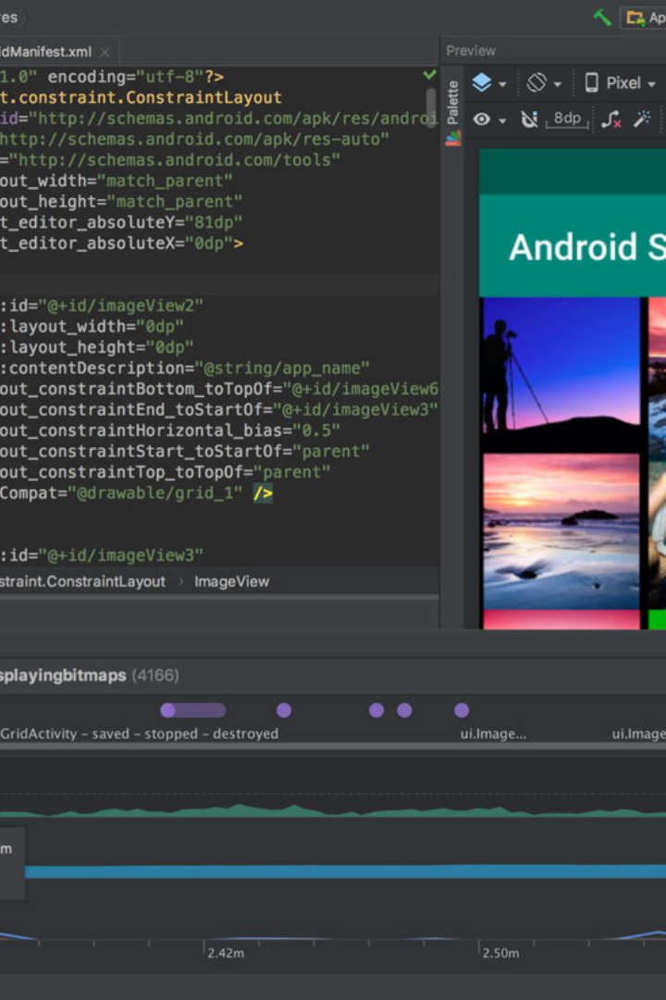 res
Ap
idManifest.xml
Preview
1.0" encoding="utf-8"?>
t.constraint.ConstraintLayout
id="http://schemas.android.com/apk/res/androi
http://schemas.android.com/apk/res-auto"
="http://schemas.android.com/tools"
out_width="match_parent"
out_height="match_parent"
t_editor_absoluteY="81dp"
t_editor_absoluteX="0dp">
:id="@+id/imageView2"
:layout_width="0dp"
:layout_height="0dp"
:contentDescription="@string/app_name"
out_constraintBottom_toTopOf="@+id/imageView6
out_constraintEnd_toStartOf="@+id/imageView3"
out_constraintHorizontal_bias="0.5"
out_constraintStart_toStartOf="parent"
out_constraintTop_toTopOf="parent"
Compat="@drawable/grid_1" />
:id="@+id/imageView3"
straint.ConstraintLayout › ImageView
Palette
Pixel
8dp
Android S
splayingbitmaps (4166)
GridActivity – saved – stopped – destroyed
ui.Image...
ui.Image
m
2.42m
2.50m